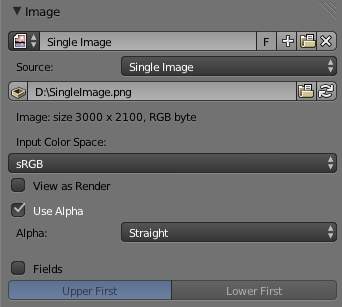 Image
Single Image F
Source: Single Image
D:\SingleImage.png
Image: size 3000 x 2100, RGB byte
Input Color Space:
sRGB
View as Render
Use Alpha
Alpha: Straight
Fields
Upper First Lower First